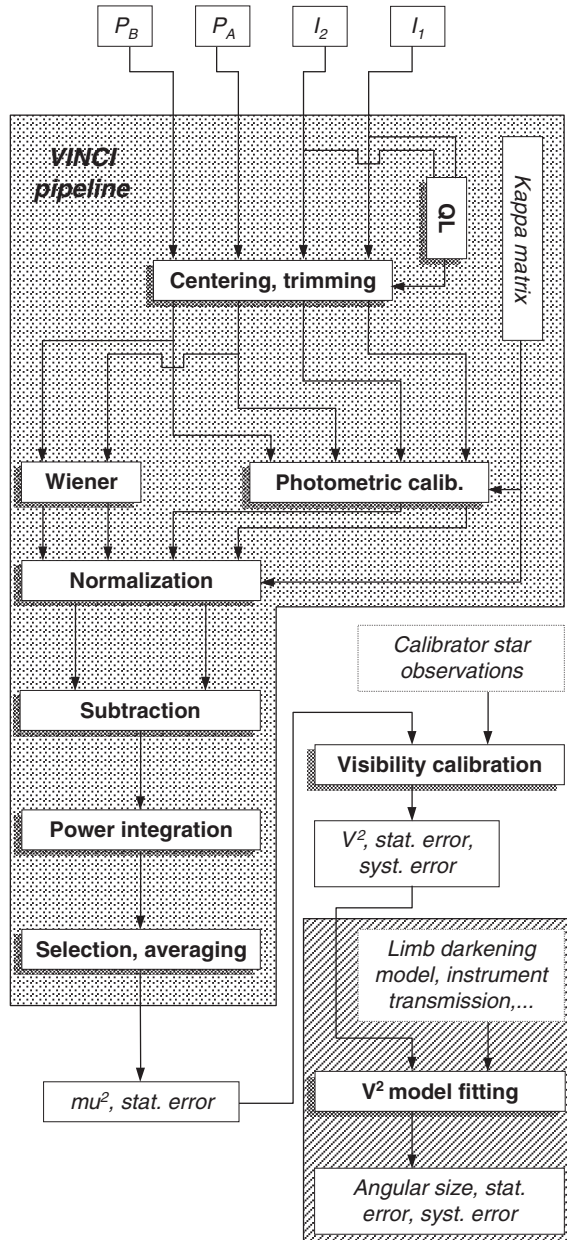 P_B P_A I_2 I_1
VINCI
pipeline
QL
Kappa matrix
Centering, trimming
Wiener
Photometric calib.
Normalization
Calibrator star
observations
Subtraction
Visibility calibration
Power integration
V², stat. error,
syst. error
Selection, averaging
Limb darkening
model, instrument
transmission,...
mu², stat. error
V² model fitting
Angular size, stat.
error, syst. error